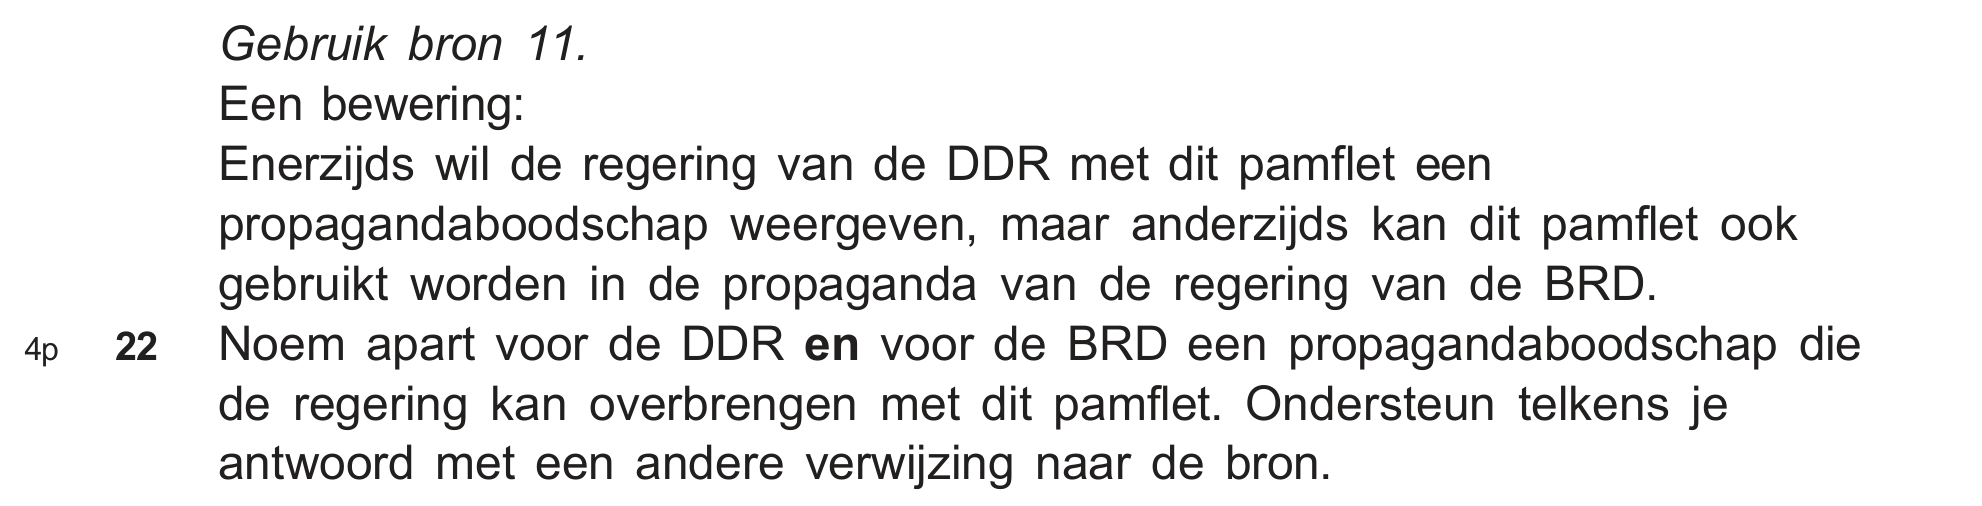 Gebruik bron 11.
Een bewering:
Enerzijds wil de regering van de DDR met dit pamflet een
propagandaboodschap weergeven, maar anderzijds kan dit pamflet ook
gebruikt worden in de propaganda van de regering van de BRD.
4p 22 Noem apart voor de DDR en voor de BRD een propagandaboodschap die
de regering kan overbrengen met dit pamflet. Ondersteun telkens je
antwoord met een andere verwijzing naar de bron.